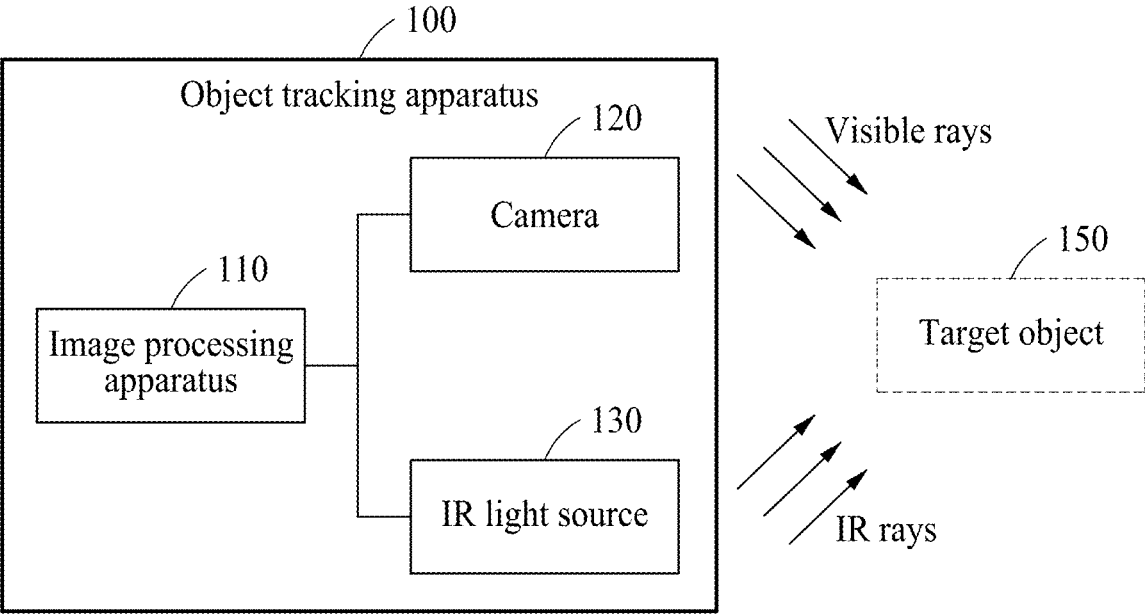 100
Object tracking apparatus
120
Visible rays
Camera
110
150
Image processing
apparatus
Target object
130
IR light source
IR rays